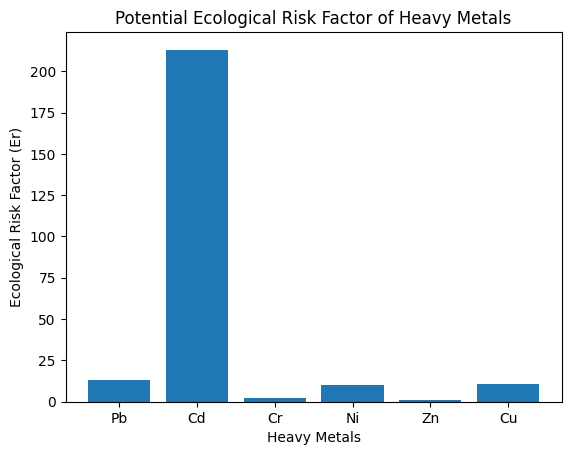 Potential Ecological Risk Factor of Heavy Metals
Ecological Risk Factor (Er)
200
175
150
125
100
75
50
25
0
Pb Cd Cr Ni Zn Cu
Heavy Metals